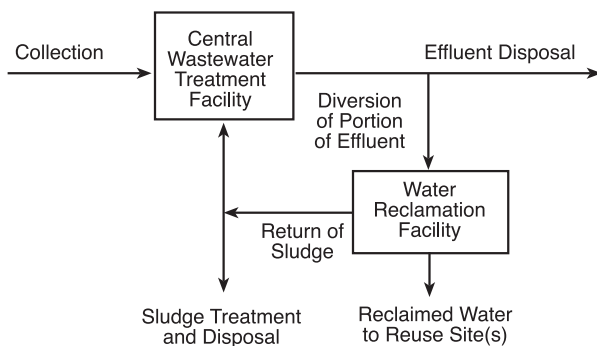 Collection
Central
Wastewater
Treatment
Facility
Effluent Disposal
Diversion
of Portion
of Effluent
Water
Reclamation
Facility
Return of
Sludge
Sludge Treatment
and Disposal
Reclaimed Water
to Reuse Site(s)